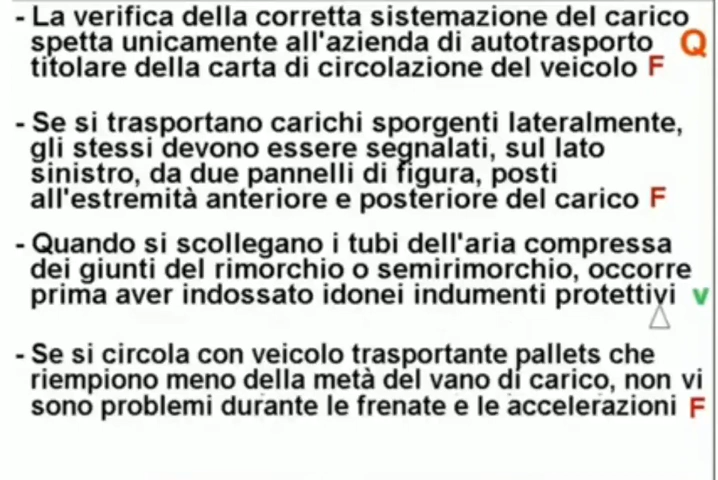 - La verifica della corretta sistemazione del carico
spetta unicamente all'azienda di autotrasporto Q
titolare della carta di circolazione del veicolo F
- Se si trasportano carichi sporgenti lateralmente,
gli stessi devono essere segnalati, sul lato
sinistro, da due pannelli di figura, posti
all'estremità anteriore e posteriore del carico F
- Quando si scollegano i tubi dell'aria compressa
dei giunti del rimorchio o semirimorchio, occorre
prima aver indossato idonei indumenti protettivi v
- Se si circola con veicolo trasportante pallets che
riempiono meno della metà del vano di carico, non vi
sono problemi durante le frenate e le accelerazioni F